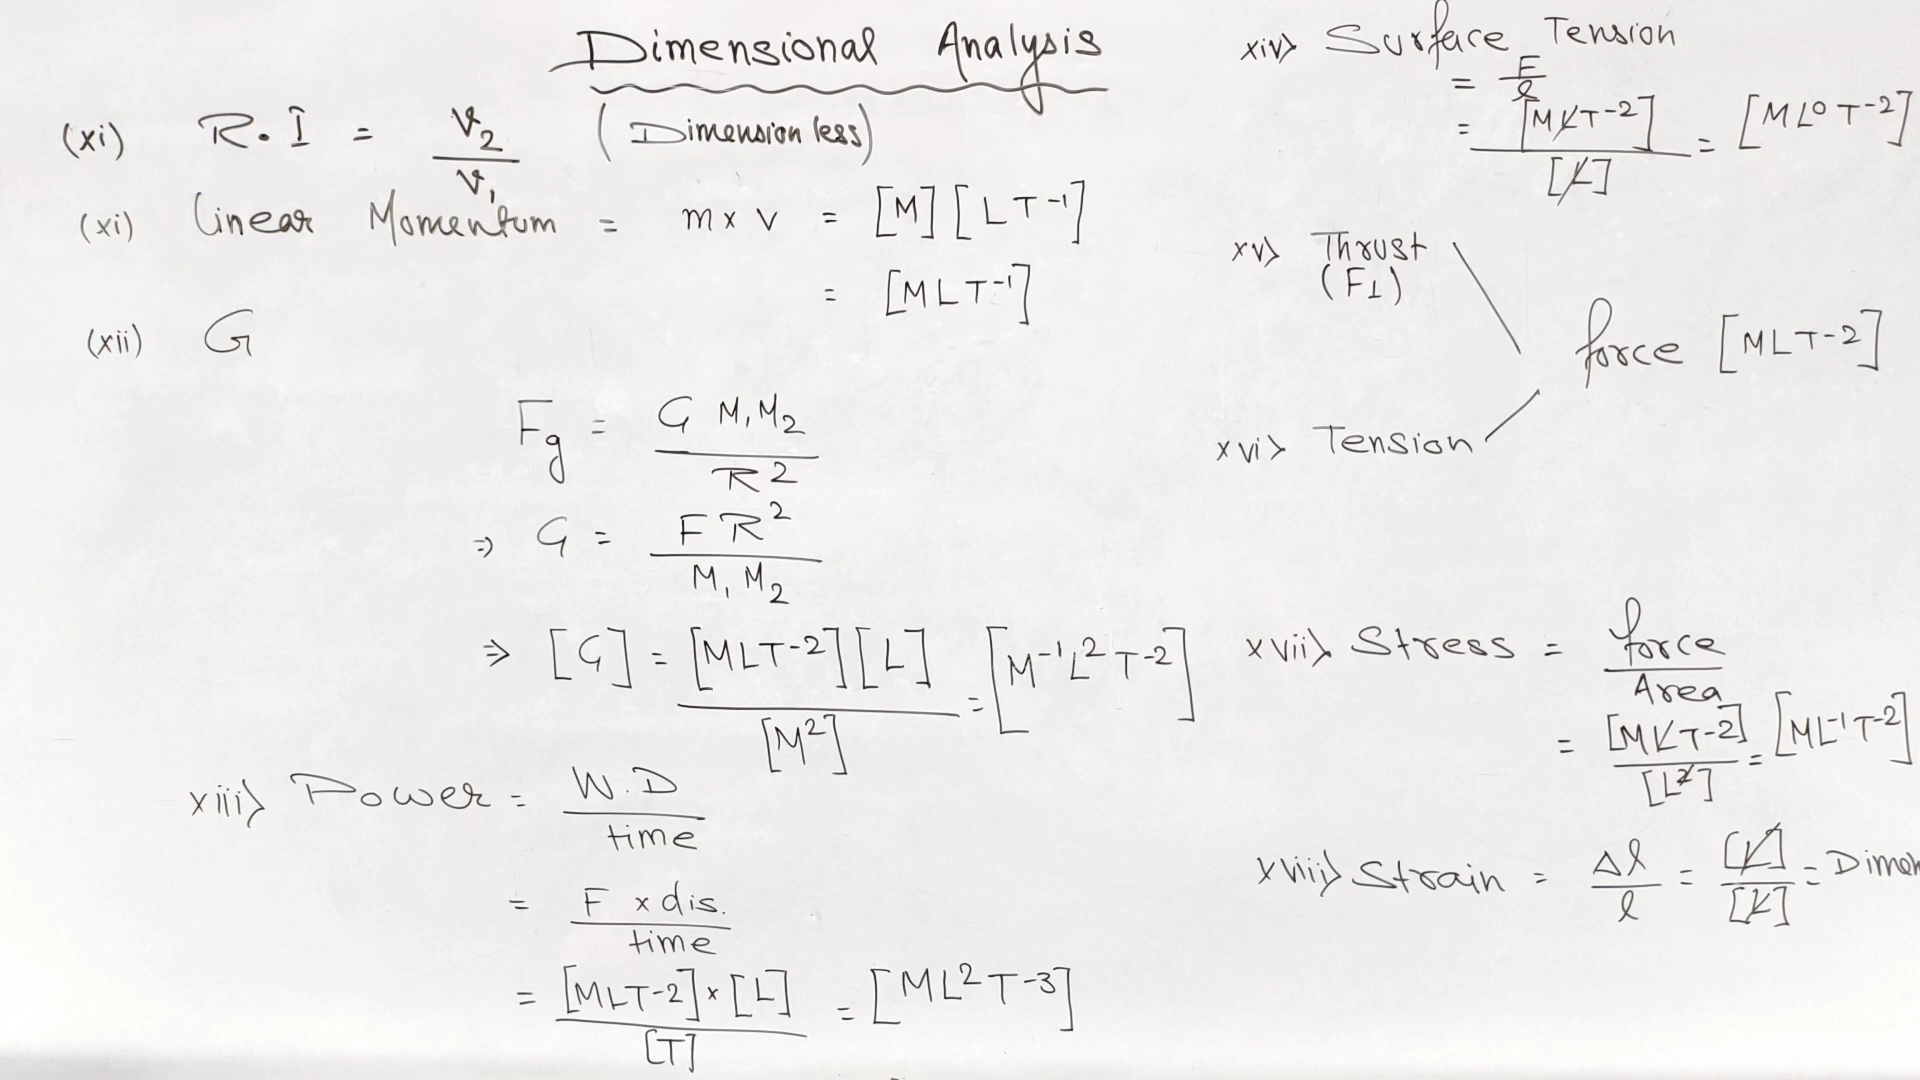 Dimensional Analysis
(xi) R.I = V₂/V₁ (Dimensionless)
(xi) Linear Momentum = m x v = [M][LT⁻¹]
= [MLT⁻¹]
(xii) G
Fg = G M₁M₂/R²
⇒ G = F R²/M₁M₂
⇒ [G] = [MLT-2][L]/[M²] = [M⁻¹L²T-2]
xiii) Power = W.D/time
= F x dis./time
= [MLT-2] x [L]/[T] = [ML²T-3]
xiv) Surface Tension
= F/l
= [MLT-2]/[L] = [ML⁰T-2]
xv) Thrust
(F⊥)
force [MLT-2]
xvi) Tension
xvii) Stress = force/Area
= [MLT-2]/[L²] = [ML⁻¹T-2]
xviii) Strain = Δl/l = [L]/[L] = Dimen